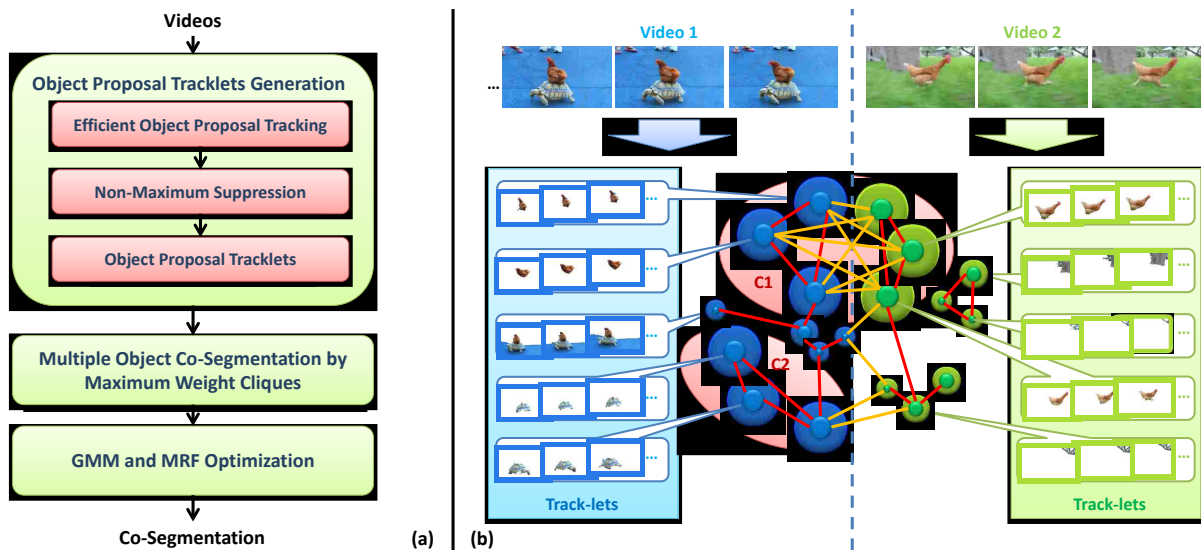 Videos
Object Proposal Tracklets Generation
Efficient Object Proposal Tracking
Non-Maximum Suppression
Object Proposal Tracklets
Multiple Object Co-Segmentation by
Maximum Weight Cliques
GMM and MRF Optimization
Co-Segmentation
(a)
Video 1
Video 2
...
...
...
...
...
...
C1
C2
...
...
...
...
...
Track-lets
Track-lets
(b)